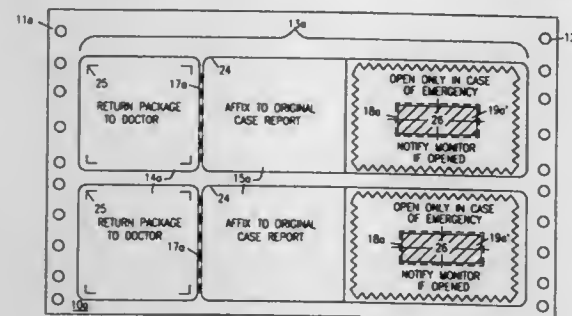 11a
13a
25
17a
24
RETURN PACKAGE
TO DOCTOR
AFFIX TO ORIGINAL
CASE REPORT
OPEN ONLY IN CASE
OF EMERGENCY
18a
26
19a'
NOTIFY MONITOR
IF OPENED
14a
15a
25
24
RETURN PACKAGE
TO DOCTOR
17a
AFFIX TO ORIGINAL
CASE REPORT
OPEN ONLY IN CASE
OF EMERGENCY
18a
26
19a'
NOTIFY MONITOR
IF OPENED
10a